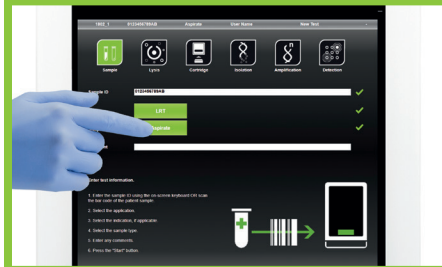 1002_1 0123456789AB Aspirate User Name New Test
Sample Lysis Cartridge Isolation Amplification Detection
Sample ID 0123456789AB
LRT
Aspirate
Enter test information.
1. Enter the sample ID using the on-screen keyboard OR scan
the bar code of the patient sample.
2. Select the application.
3. Select the indication, if applicable.
4. Select the sample type.
5. Enter any comments.
6. Press the "Start" button.